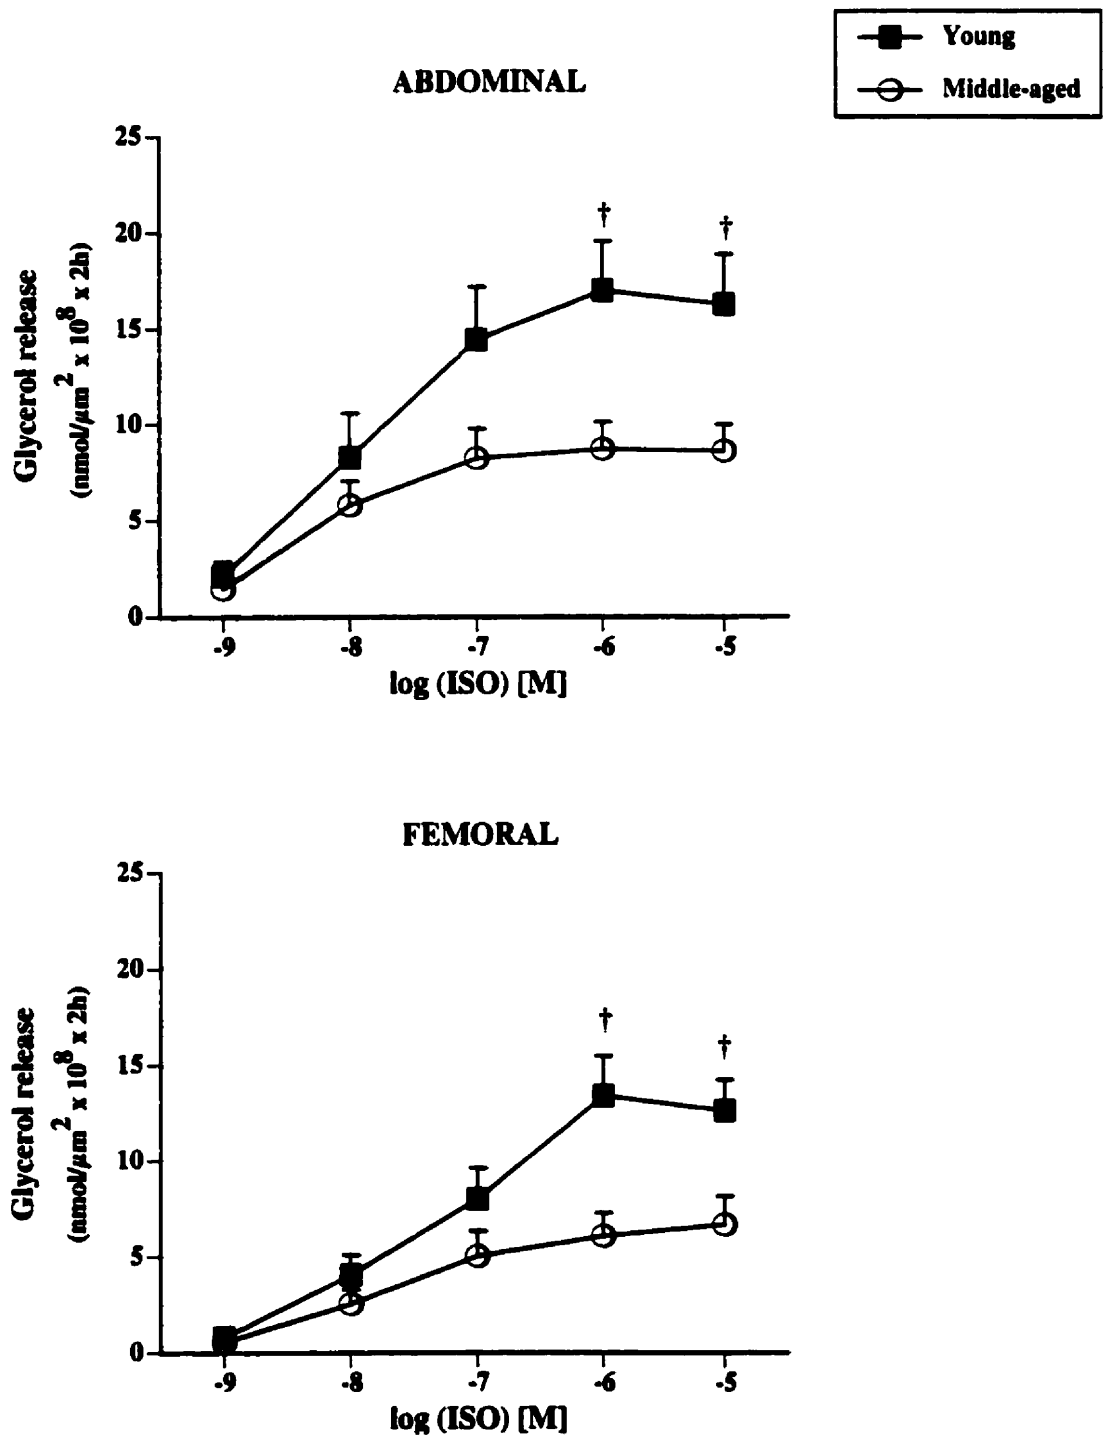 Young
Middle-aged
ABDOMINAL
25
20
15
10
5
0
† †
-9 -8 -7 -6 -5
log (ISO) [M]
Glycerol release
(nmol/µm² x 10⁸ x 2h)
FEMORAL
25
20
15
10
5
0
† †
-9 -8 -7 -6 -5
log (ISO) [M]
Glycerol release
(nmol/µm² x 10⁸ x 2h)